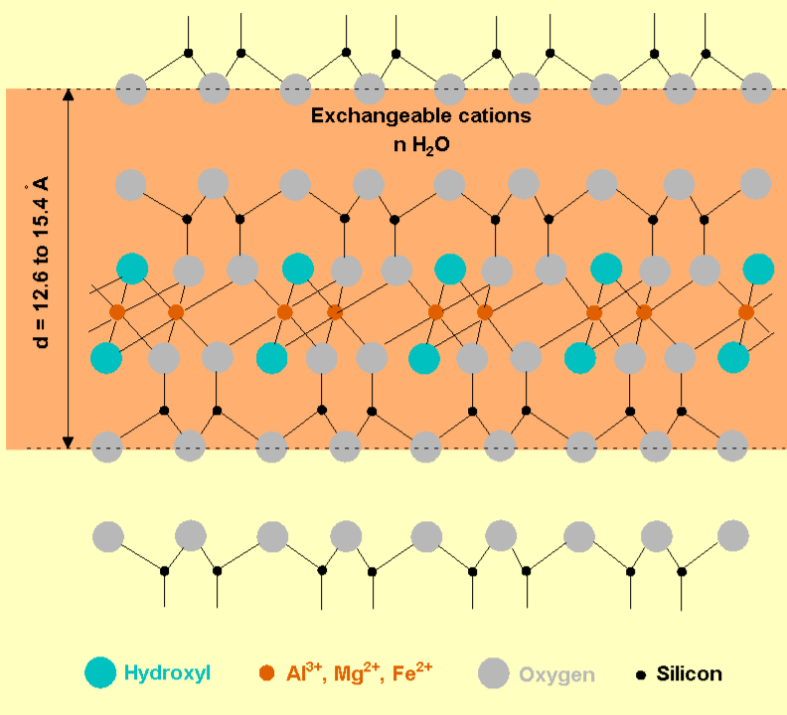 Exchangeable cations
n H₂O
d = 12.6 to 15.4 Å
Hydroxyl
Al³⁺, Mg²⁺, Fe²⁺
Oxygen
Silicon